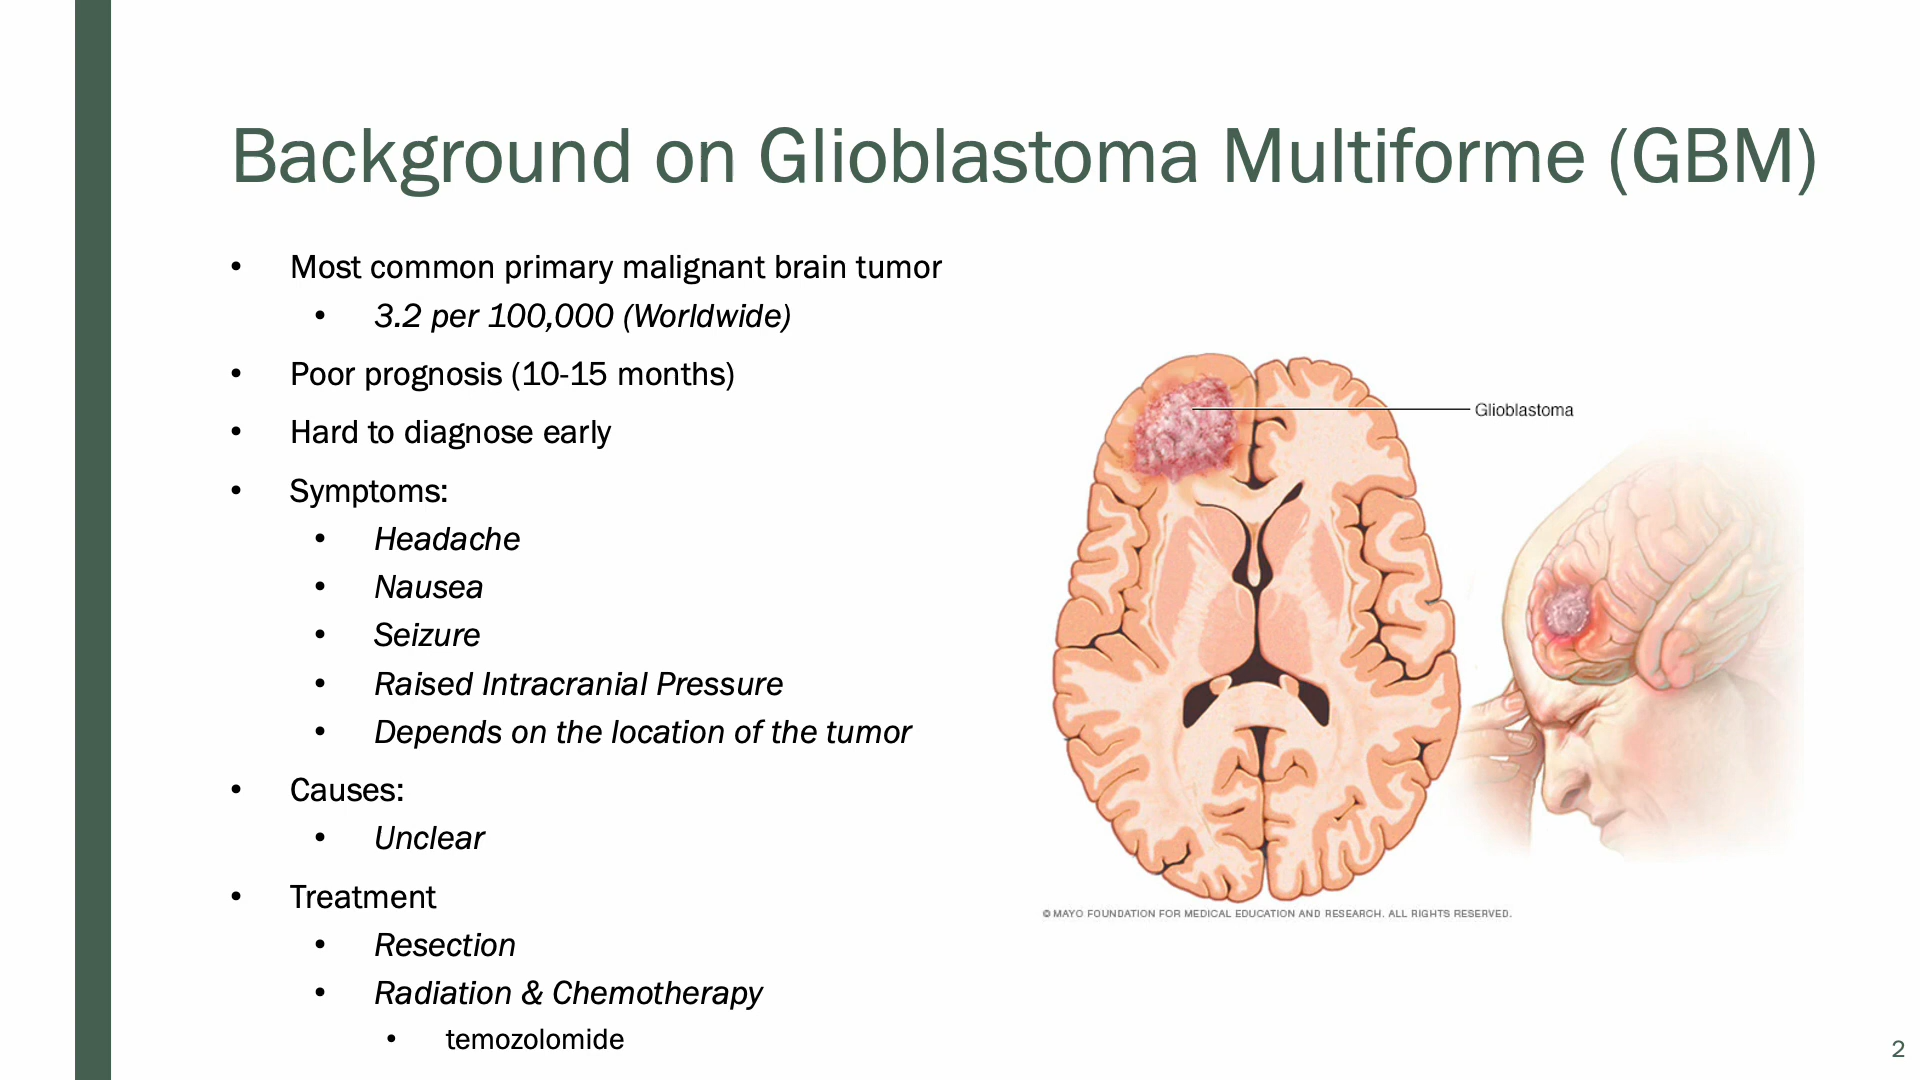 Background on Glioblastoma Multiforme (GBM)
• Most common primary malignant brain tumor
• 3.2 per 100,000 (Worldwide)
• Poor prognosis (10-15 months)
• Hard to diagnose early
• Symptoms:
• Headache
• Nausea
• Seizure
• Raised Intracranial Pressure
• Depends on the location of the tumor
• Causes:
• Unclear
• Treatment
• Resection
• Radiation & Chemotherapy
• temozolomide
Glioblastoma
© MAYO FOUNDATION FOR MEDICAL EDUCATION AND RESEARCH. ALL RIGHTS RESERVED.
2